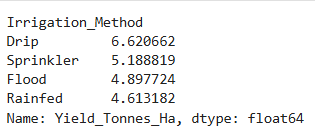 Irrigation_Method
Drip 6.620662
Sprinkler 5.188819
Flood 4.897724
Rainfed 4.613182
Name: Yield_Tonnes_Ha, dtype: float64